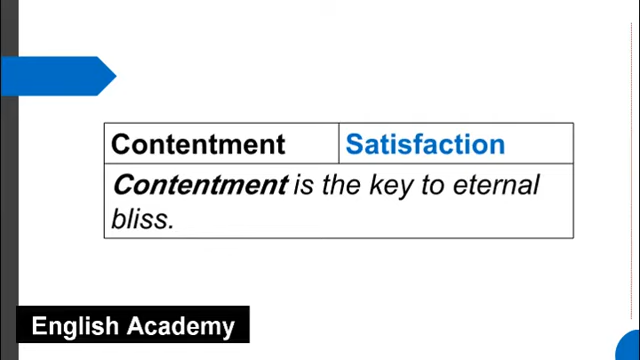 Contentment Satisfaction
Contentment is the key to eternal
bliss.
English Academy